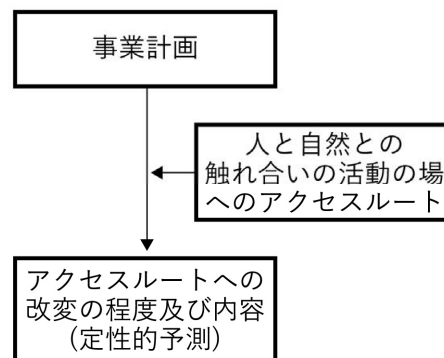 事業計画
人と自然との
触れ合いの活動の場
へのアクセスルート
アクセスルートへの
改変の程度及び内容
(定性的予測)